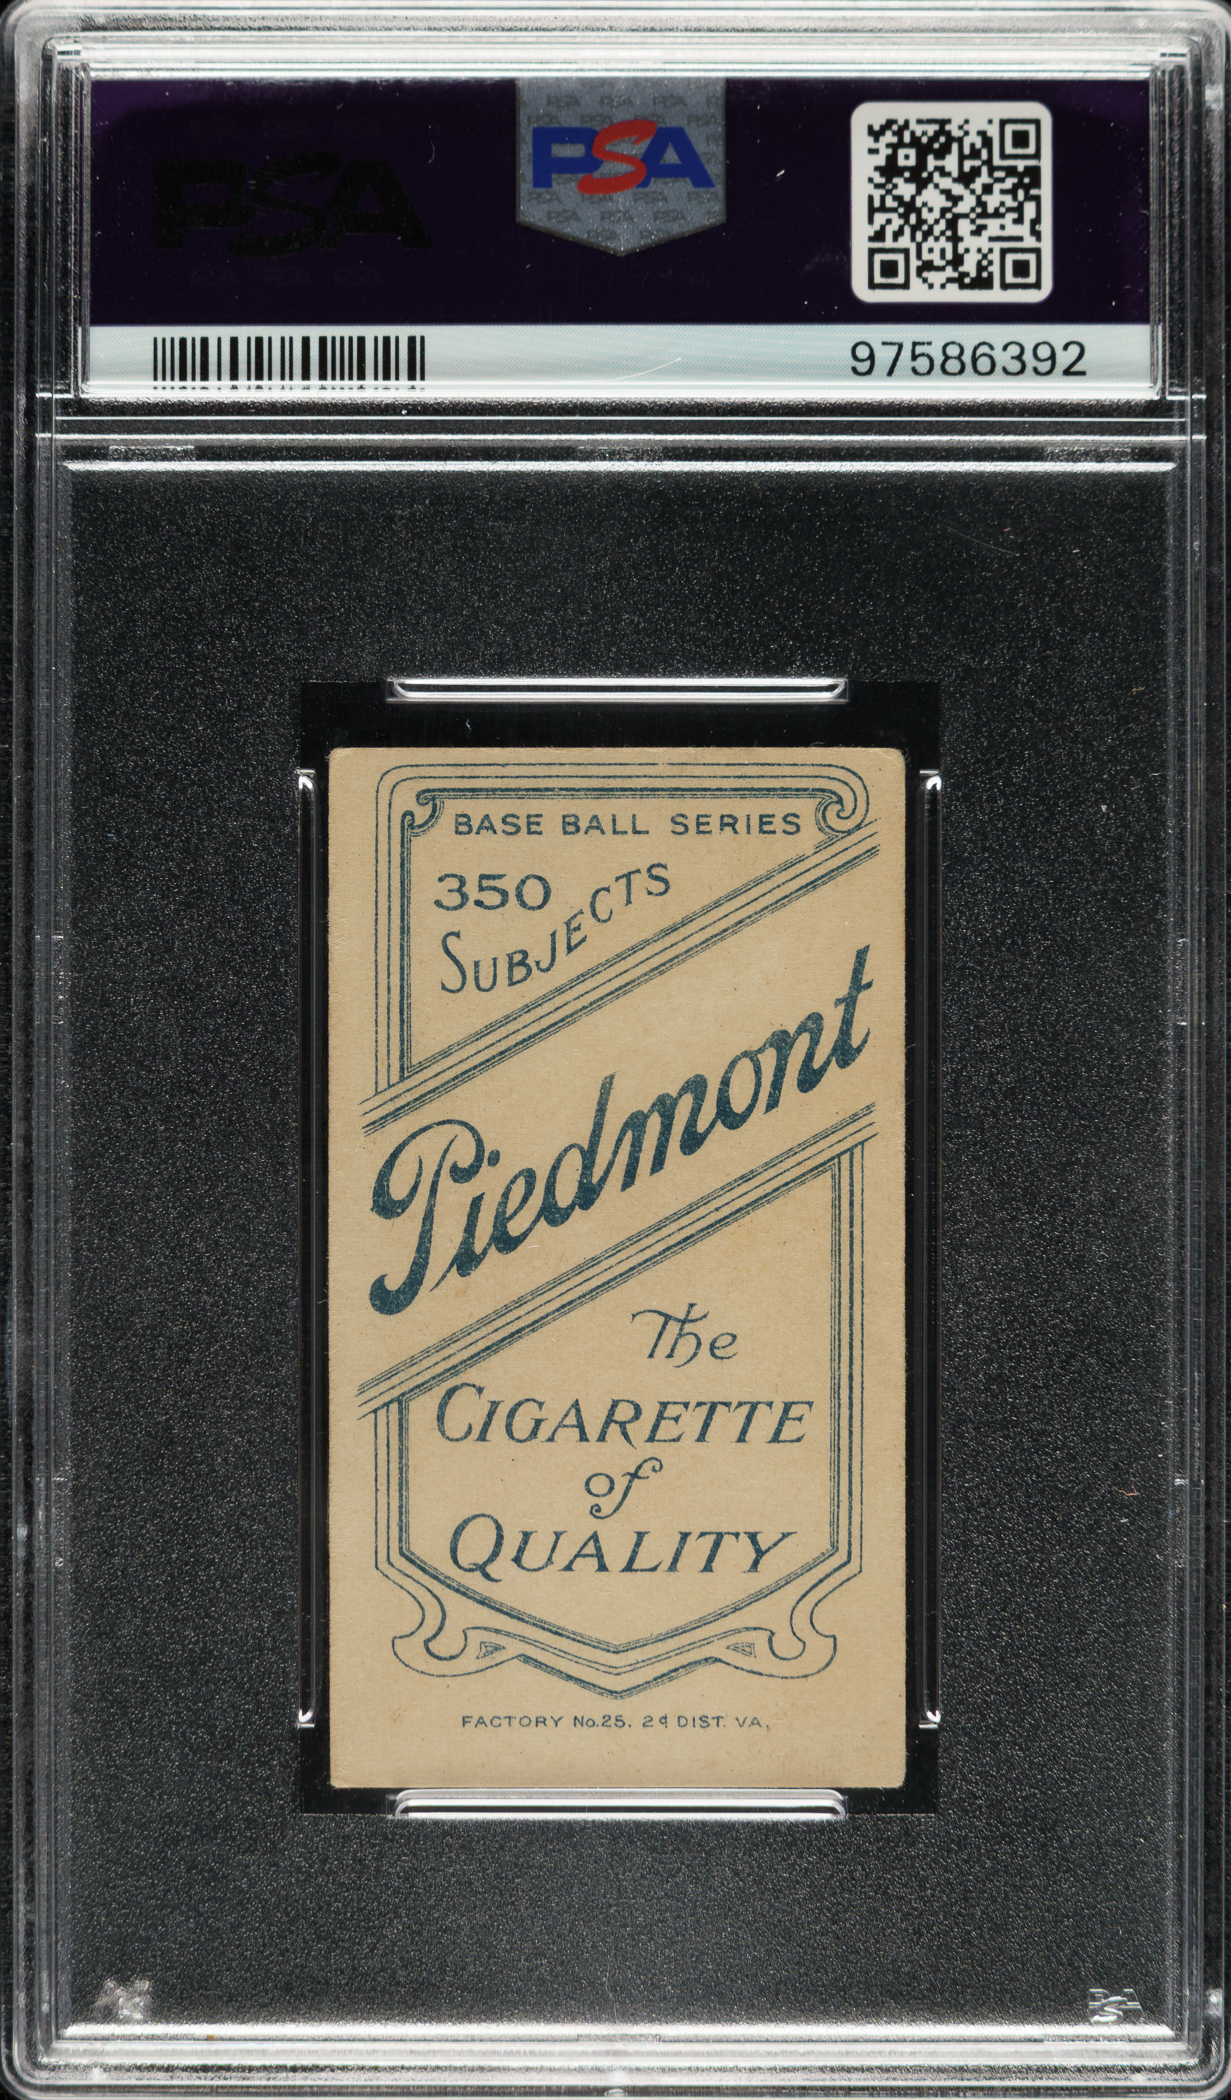 PSA
PSA
97586392
BASE BALL SERIES
350
SUBJECTS
Piedmont
The
CIGARETTE
of
QUALITY
FACTORY No.25. 2d DIST. VA.
PSA